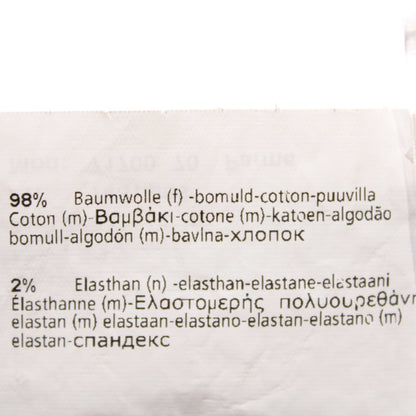 98% Baumwolle (f) -bomuld-cotton-puuvilla
Coton (m)-Βαμβάκι-cotone (m)-katoen-algodão
bomull-algodón (m)-bavlna-хлопок
2% Elasthan (n) -elasthan-elastane-elastaani
Élasthanne (m)-Ελαστομερής πολυουρεθάν
elastan (m) elastaan-elastano-elastan-elastano (m)
elastan-спандекс